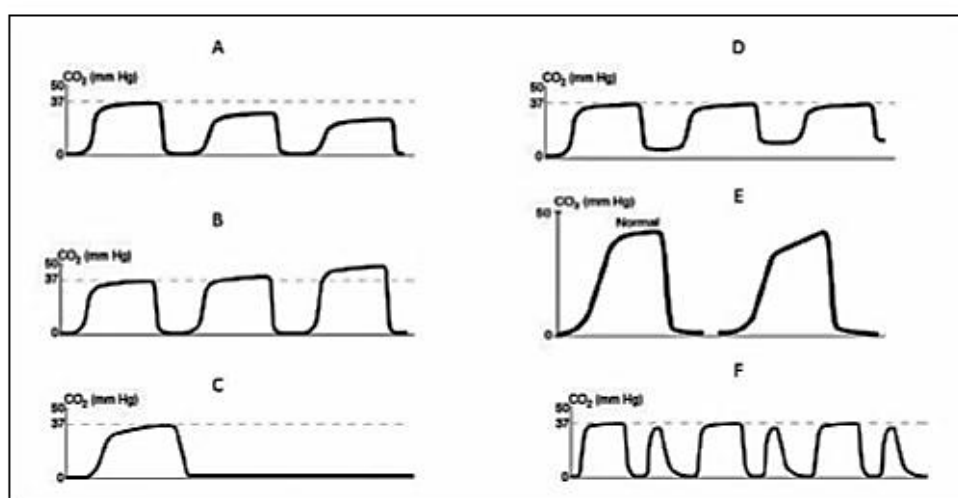 A
CO₂ (mm Hg)
50
37
0
B
CO₂ (mm Hg)
50
37
0
C
CO₂ (mm Hg)
50
37
0
D
CO₂ (mm Hg)
50
37
0
E
CO₂ (mm Hg)
50
Normal
0
F
CO₂ (mm Hg)
50
37
0